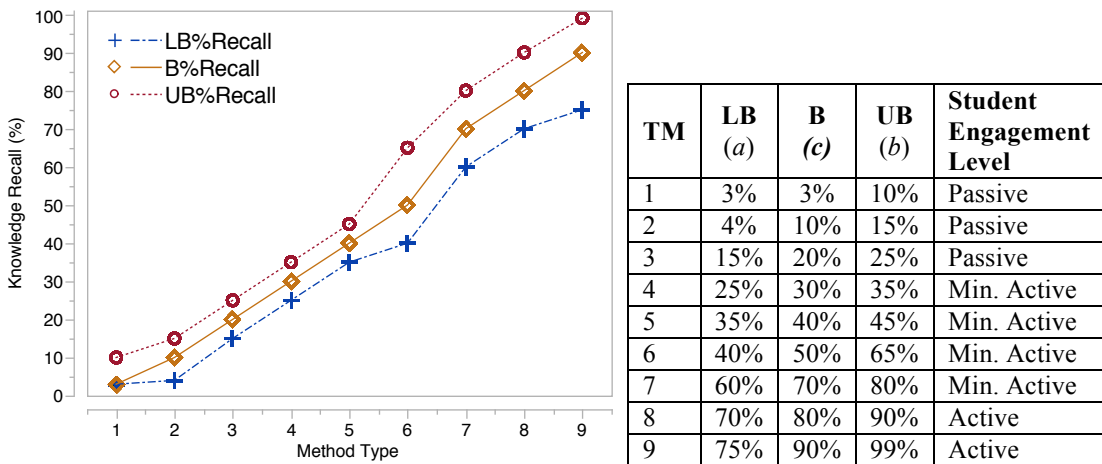 100
90
80
70
60
50
40
30
20
10
0
Knowledge Recall (%)
LB%Recall
B%Recall
UB%Recall
1 2 3 4 5 6 7 8 9
Method Type
TM LB (a) B (c) UB (b) Student Engagement Level
1 3% 3% 10% Passive
2 4% 10% 15% Passive
3 15% 20% 25% Passive
4 25% 30% 35% Min. Active
5 35% 40% 45% Min. Active
6 40% 50% 65% Min. Active
7 60% 70% 80% Min. Active
8 70% 80% 90% Active
9 75% 90% 99% Active